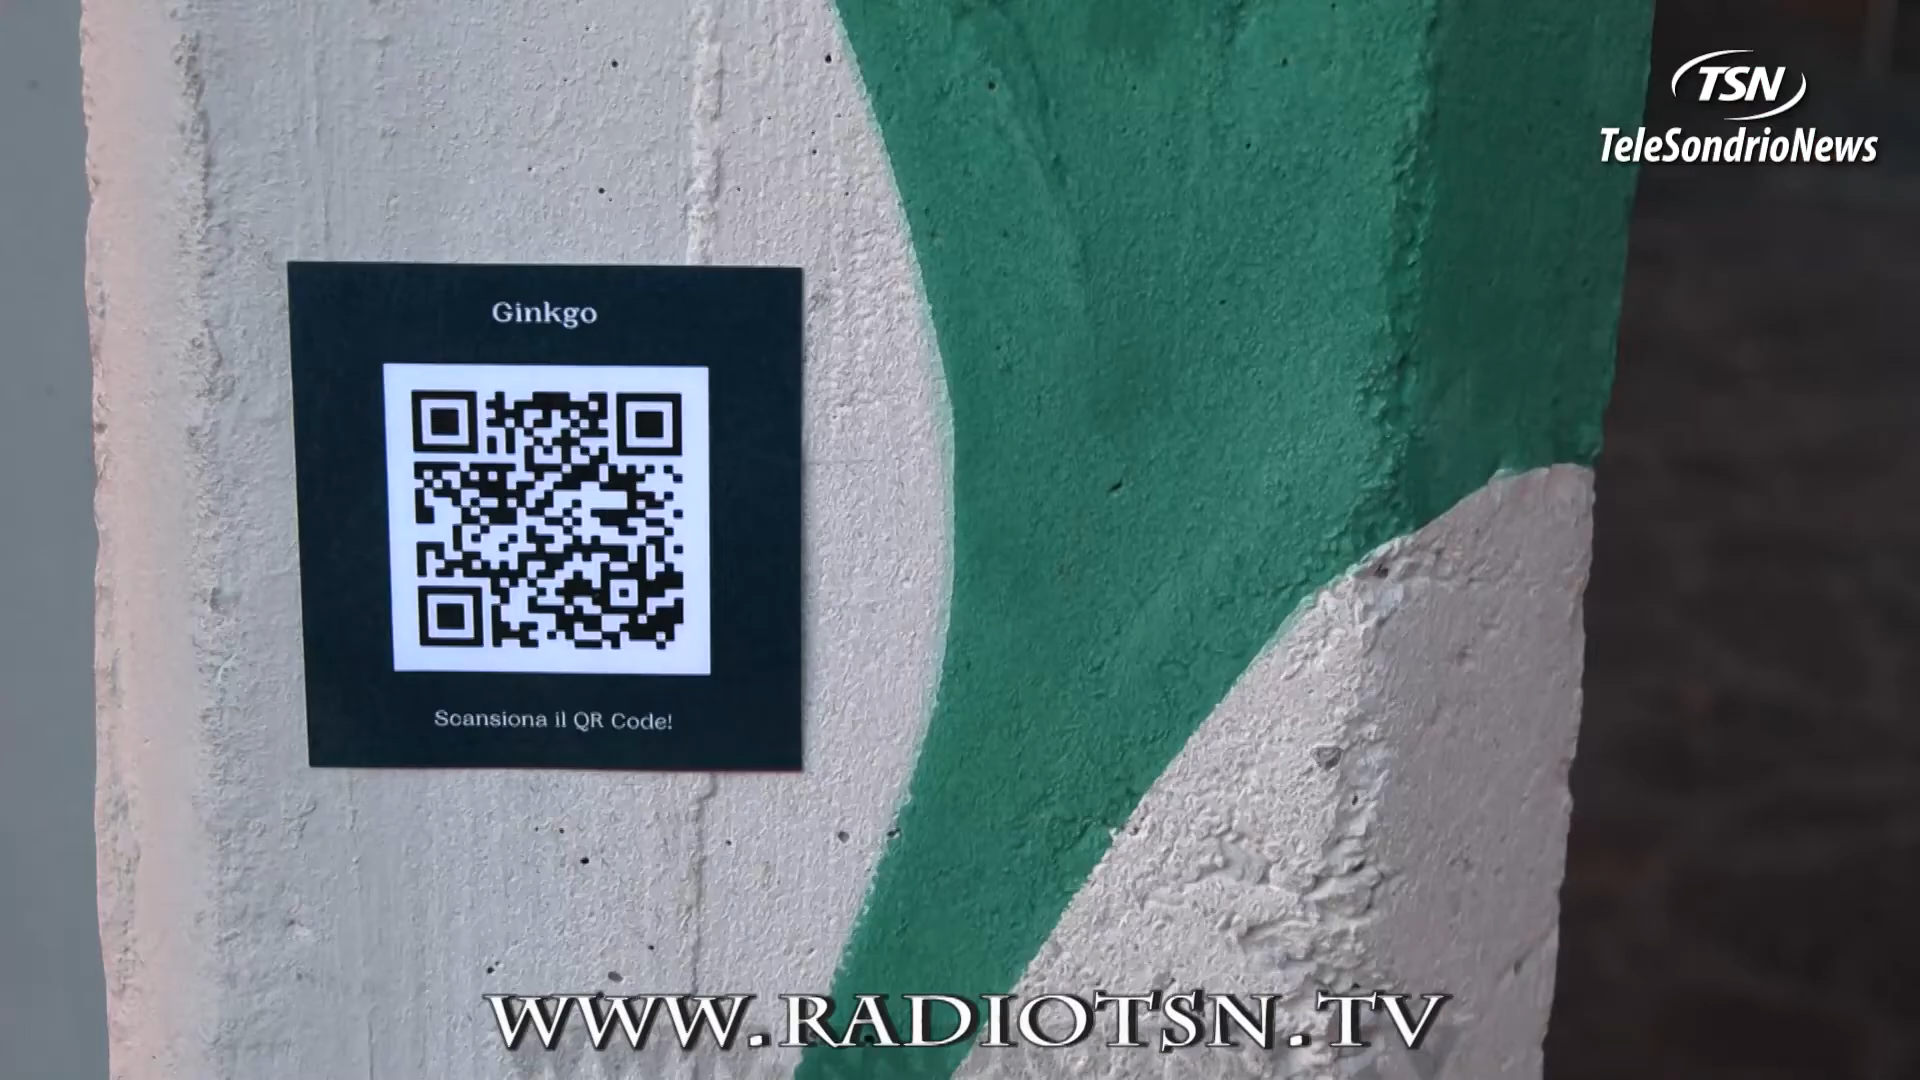 TSN
TeleSondrioNews
Ginkgo
Scansiona il QR Code!
WWW.RADIOTSN.TV